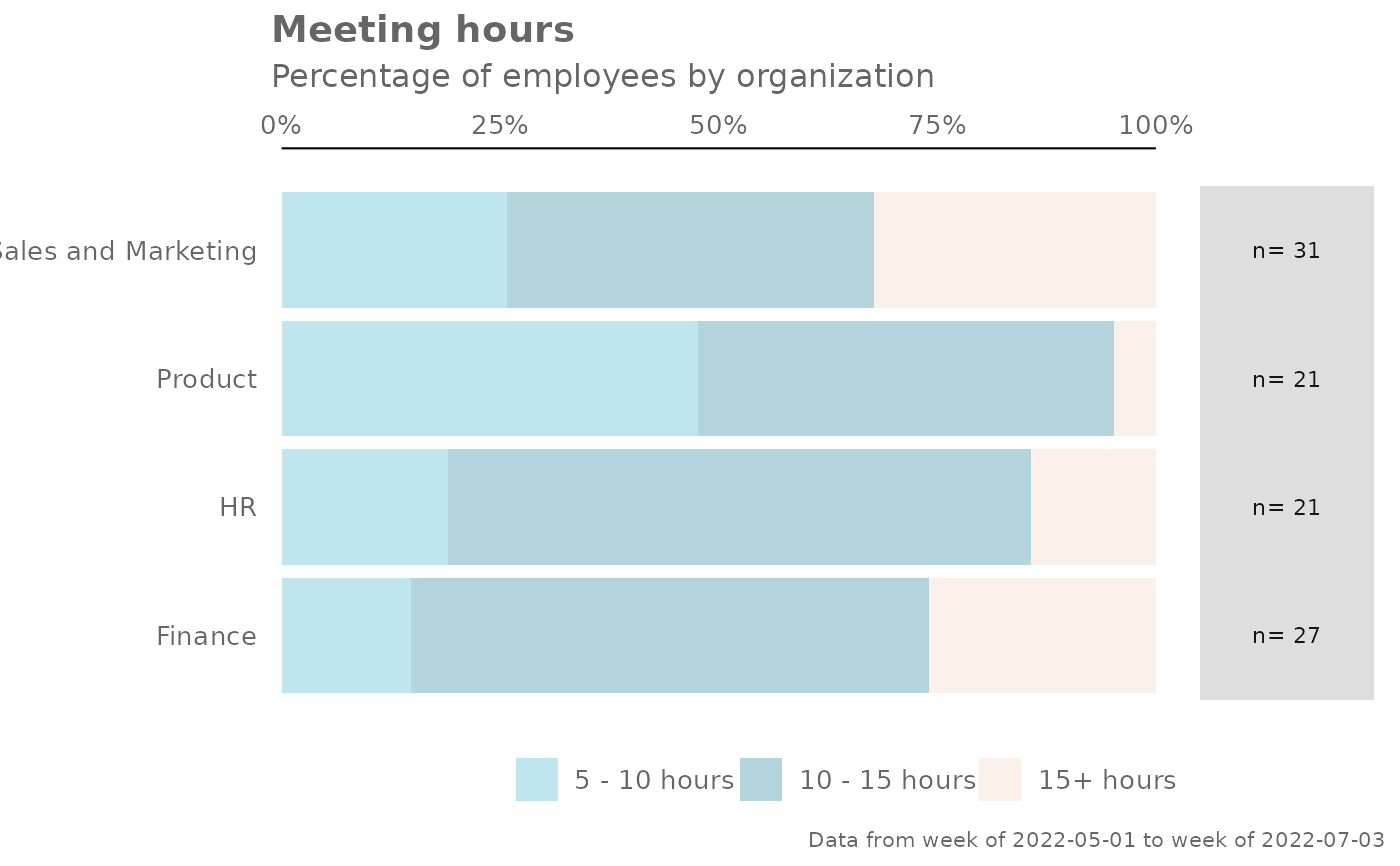 Meeting hours
Percentage of employees by organization
0% 25% 50% 75% 100%
Sales and Marketing n= 31
Product n= 21
HR n= 21
Finance n= 27
5 - 10 hours 10 - 15 hours 15+ hours
Data from week of 2022-05-01 to week of 2022-07-03